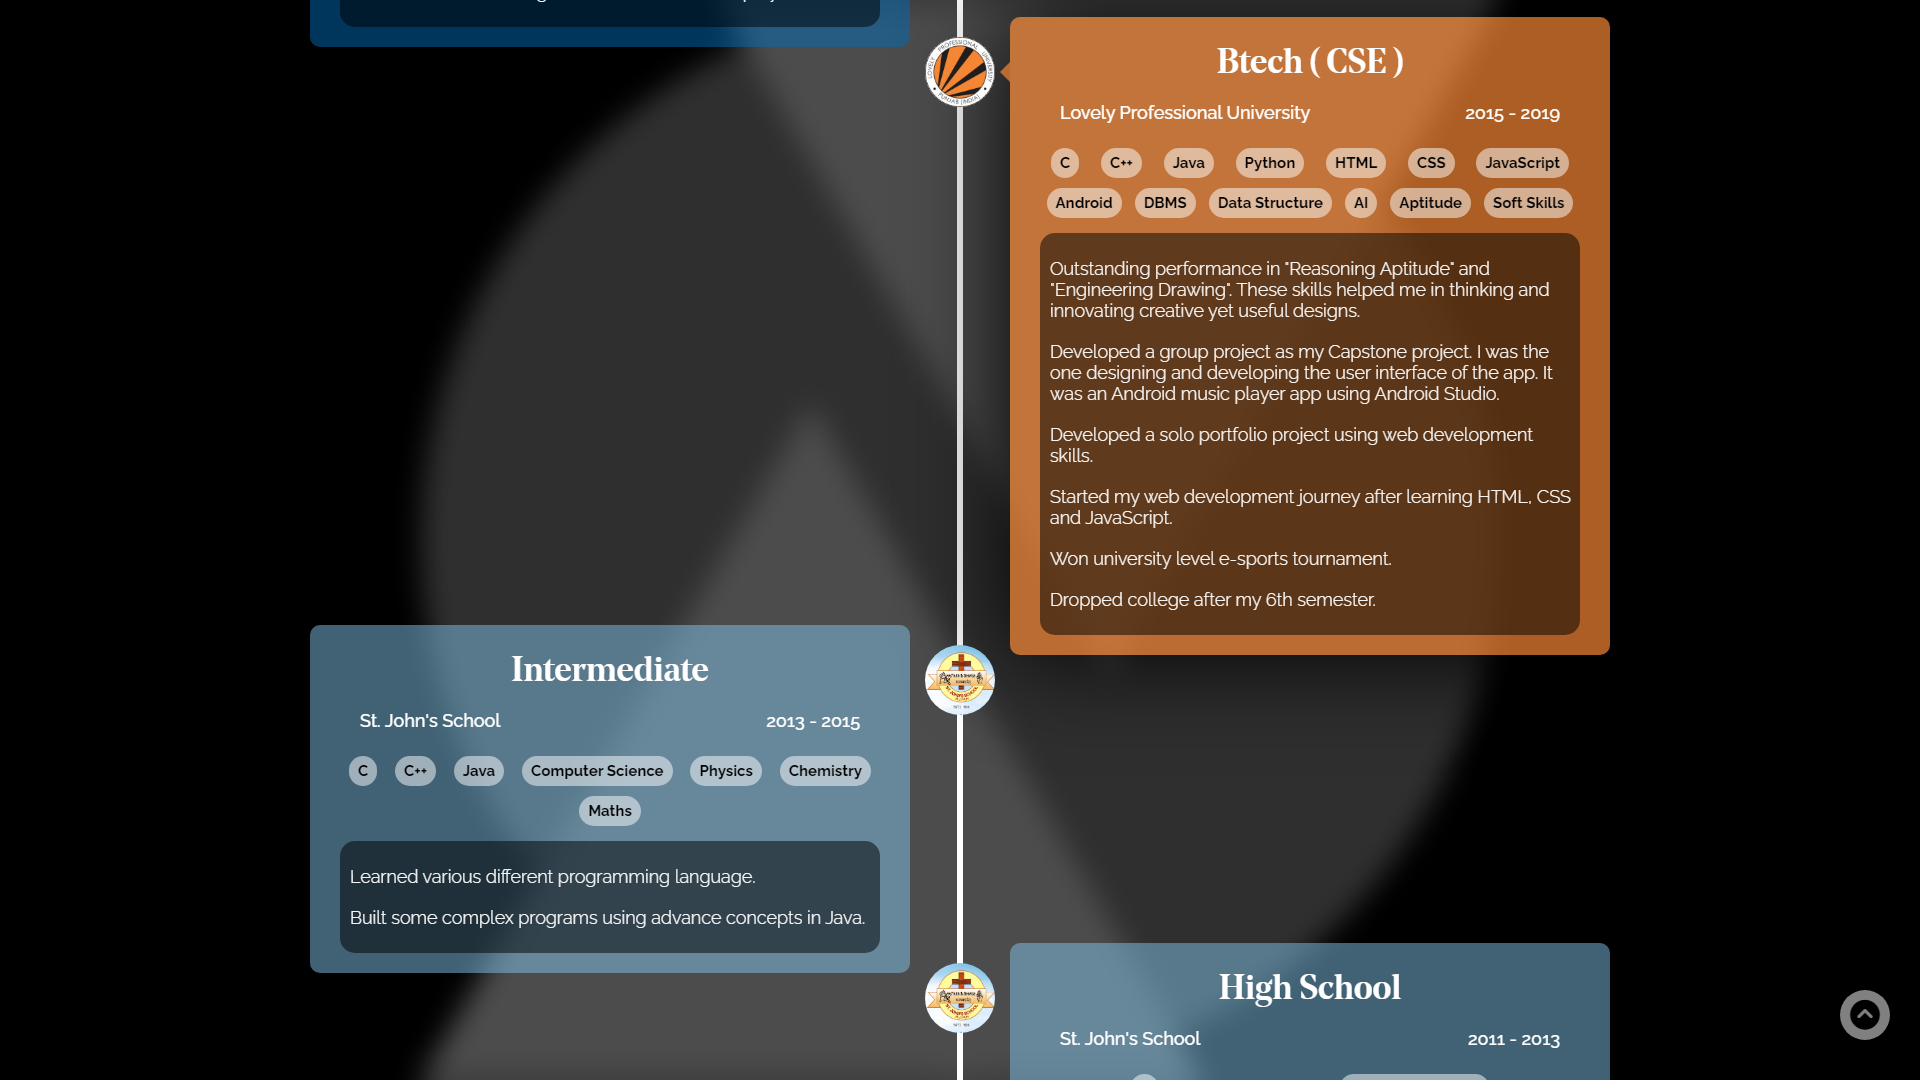 Btech ( CSE )
Lovely Professional University
2015 - 2019
C
C++
Java
Python
HTML
CSS
JavaScript
Android
DBMS
Data Structure
AI
Aptitude
Soft Skills
Outstanding performance in "Reasoning Aptitude" and
"Engineering Drawing". These skills helped me in thinking and
innovating creative yet useful designs.
Developed a group project as my Capstone project. I was the
one designing and developing the user interface of the app. It
was an Android music player app using Android Studio.
Developed a solo portfolio project using web development
skills.
Started my web development journey after learning HTML, CSS
and JavaScript.
Won university level e-sports tournament.
Dropped college after my 6th semester.
LOVELY PROFESSIONAL UNIVERSITY
PUNJAB (INDIA)
Intermediate
St. John's School
2013 - 2015
C
C++
Java
Computer Science
Physics
Chemistry
Maths
Learned various different programming language.
Built some complex programs using advance concepts in Java.
High School
St. John's School
2011 - 2013